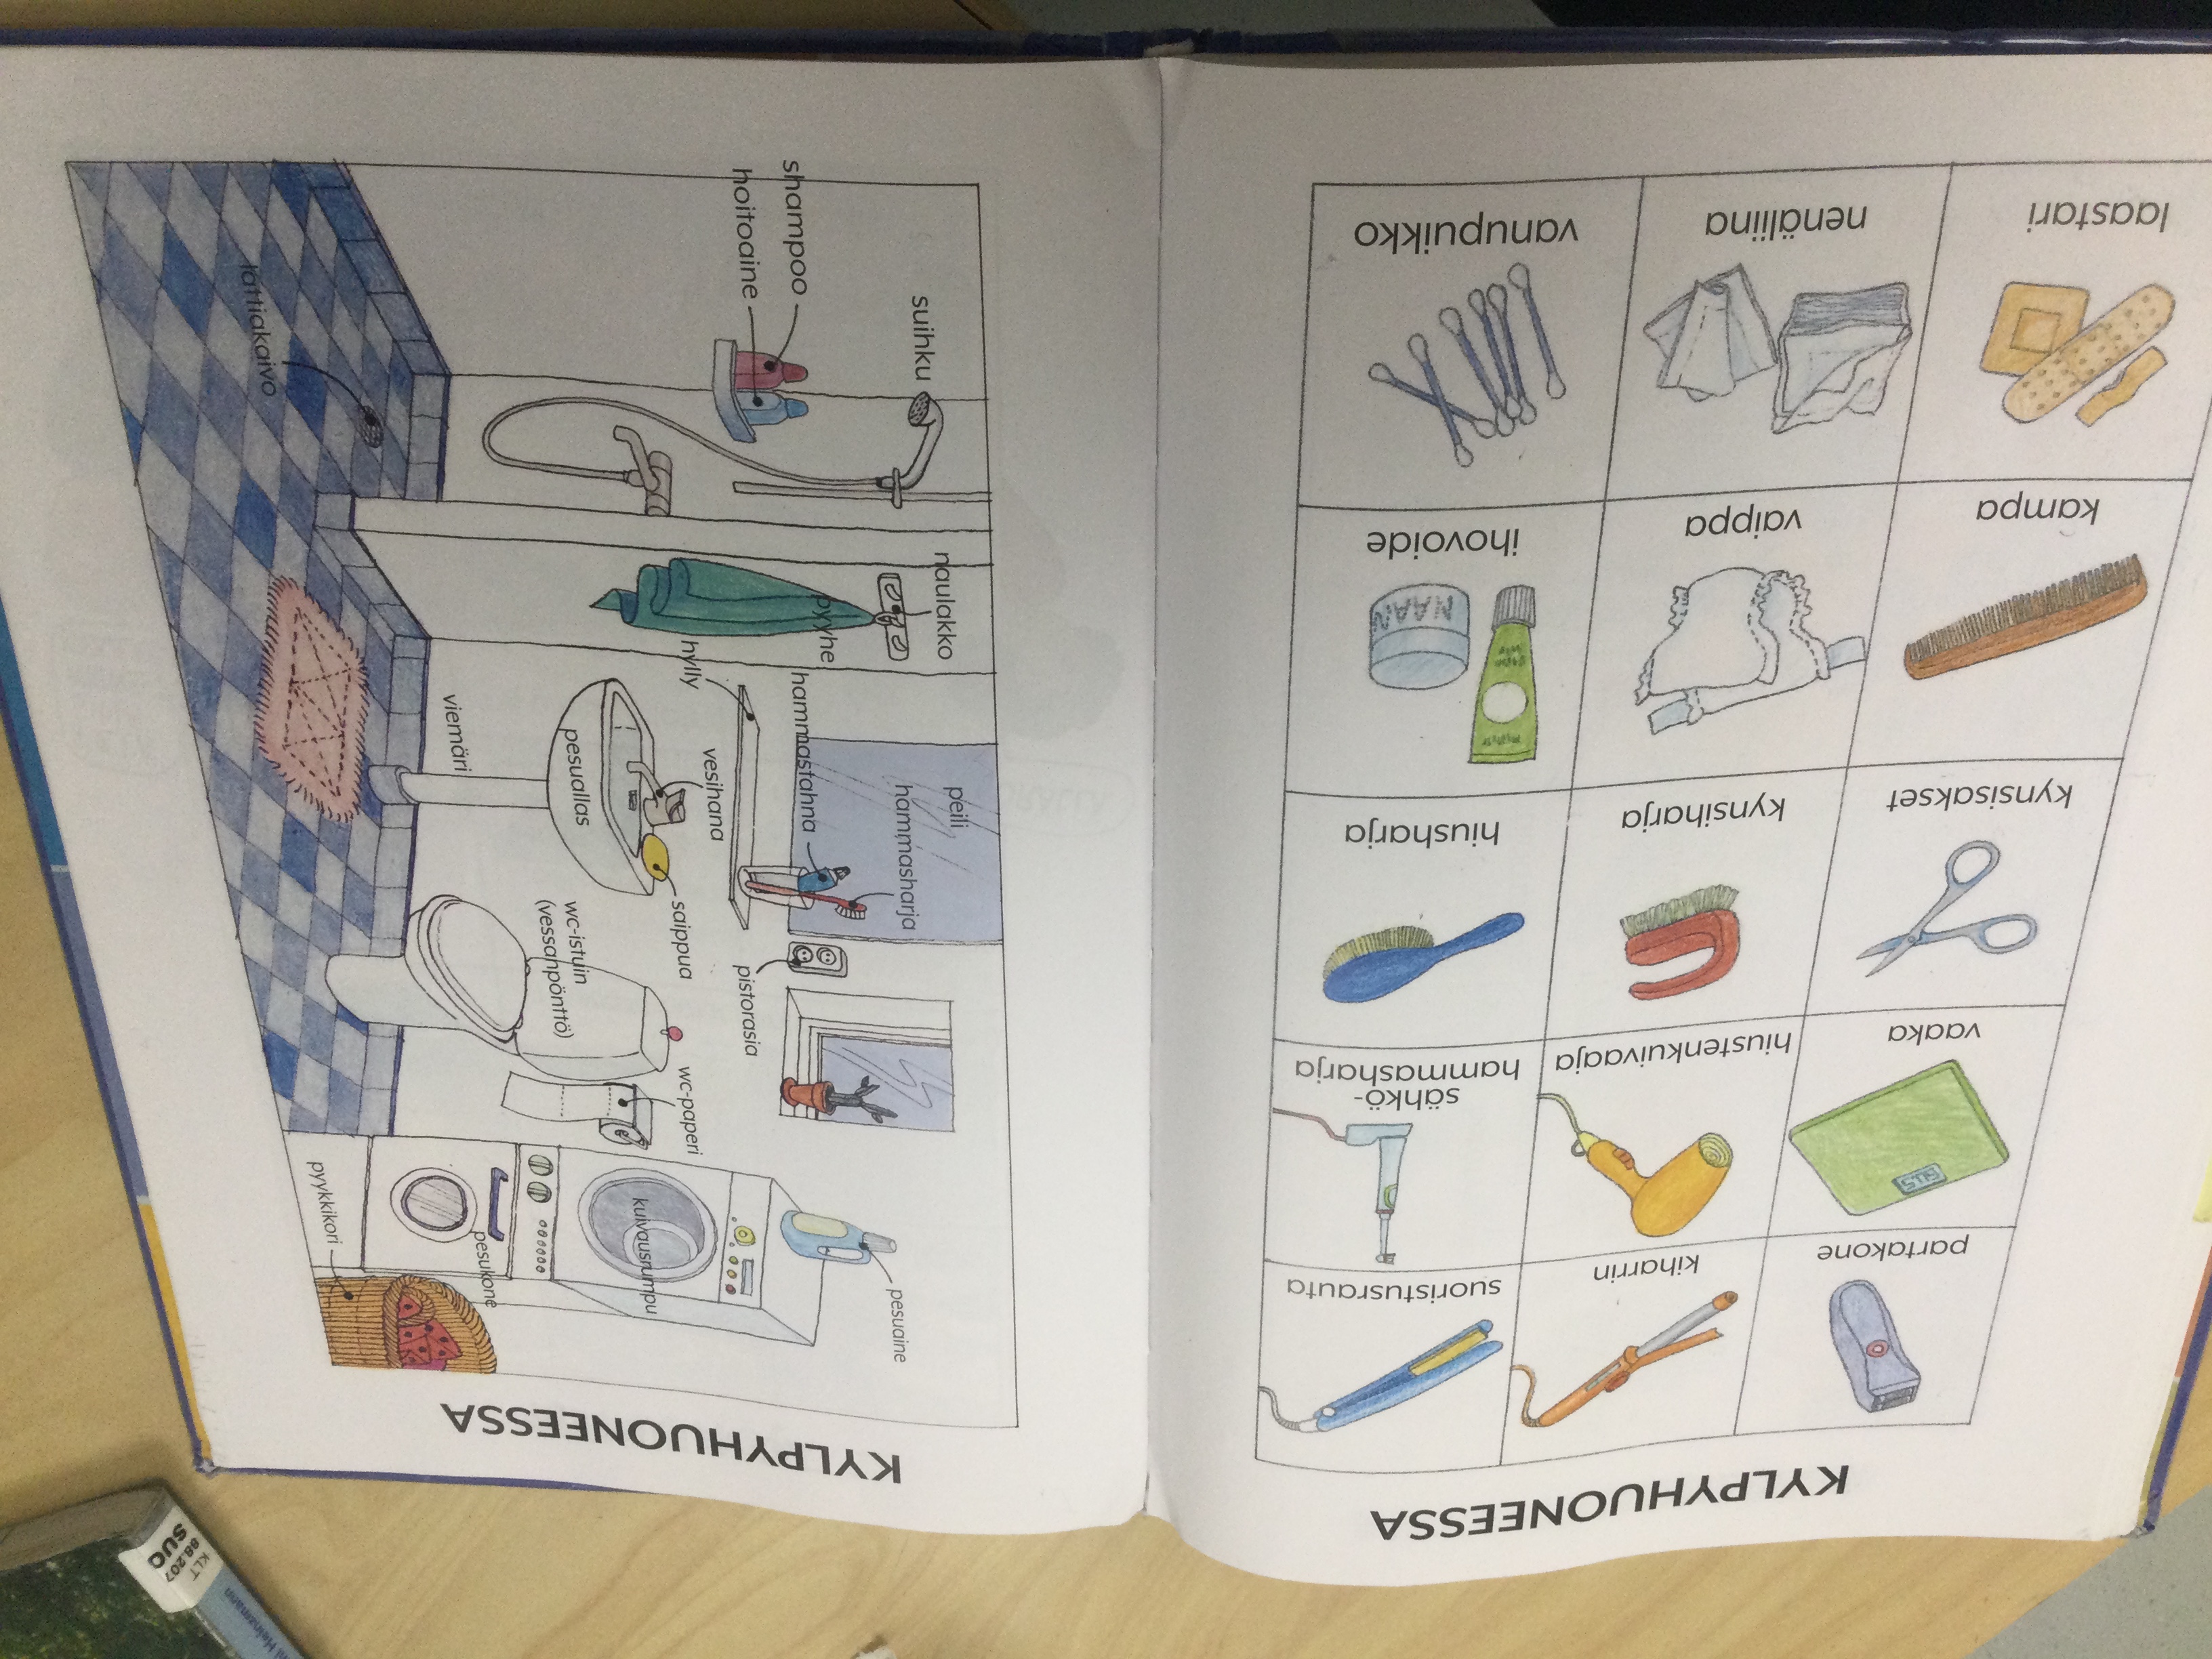 KYLPYHUONEESSA
partakone
kiharrin
suoristusrauta
vaaka
hiustenkuivaaja
sähkö-
hammasharja
kynsisakset
kynsiharja
hiusharja
kampa
vaippa
NAAN
ihovoide
laastari
nenäliina
vanupuikko
KYLPYHUONEESSA
pesuaine
kuivausrumpu
pesukone
pyykkikori
wc-paperi
pistorasia
wc-istuin
(vessanpönttö)
saippua
peili
hammasharja
hammastahna
vesihana
pesuallas
viemäri
hylly
naulakko
pyyhe
suihku
shampoo
hoitoaine
lattiakaivo
Heinzmann
KLT
88.207
SUO